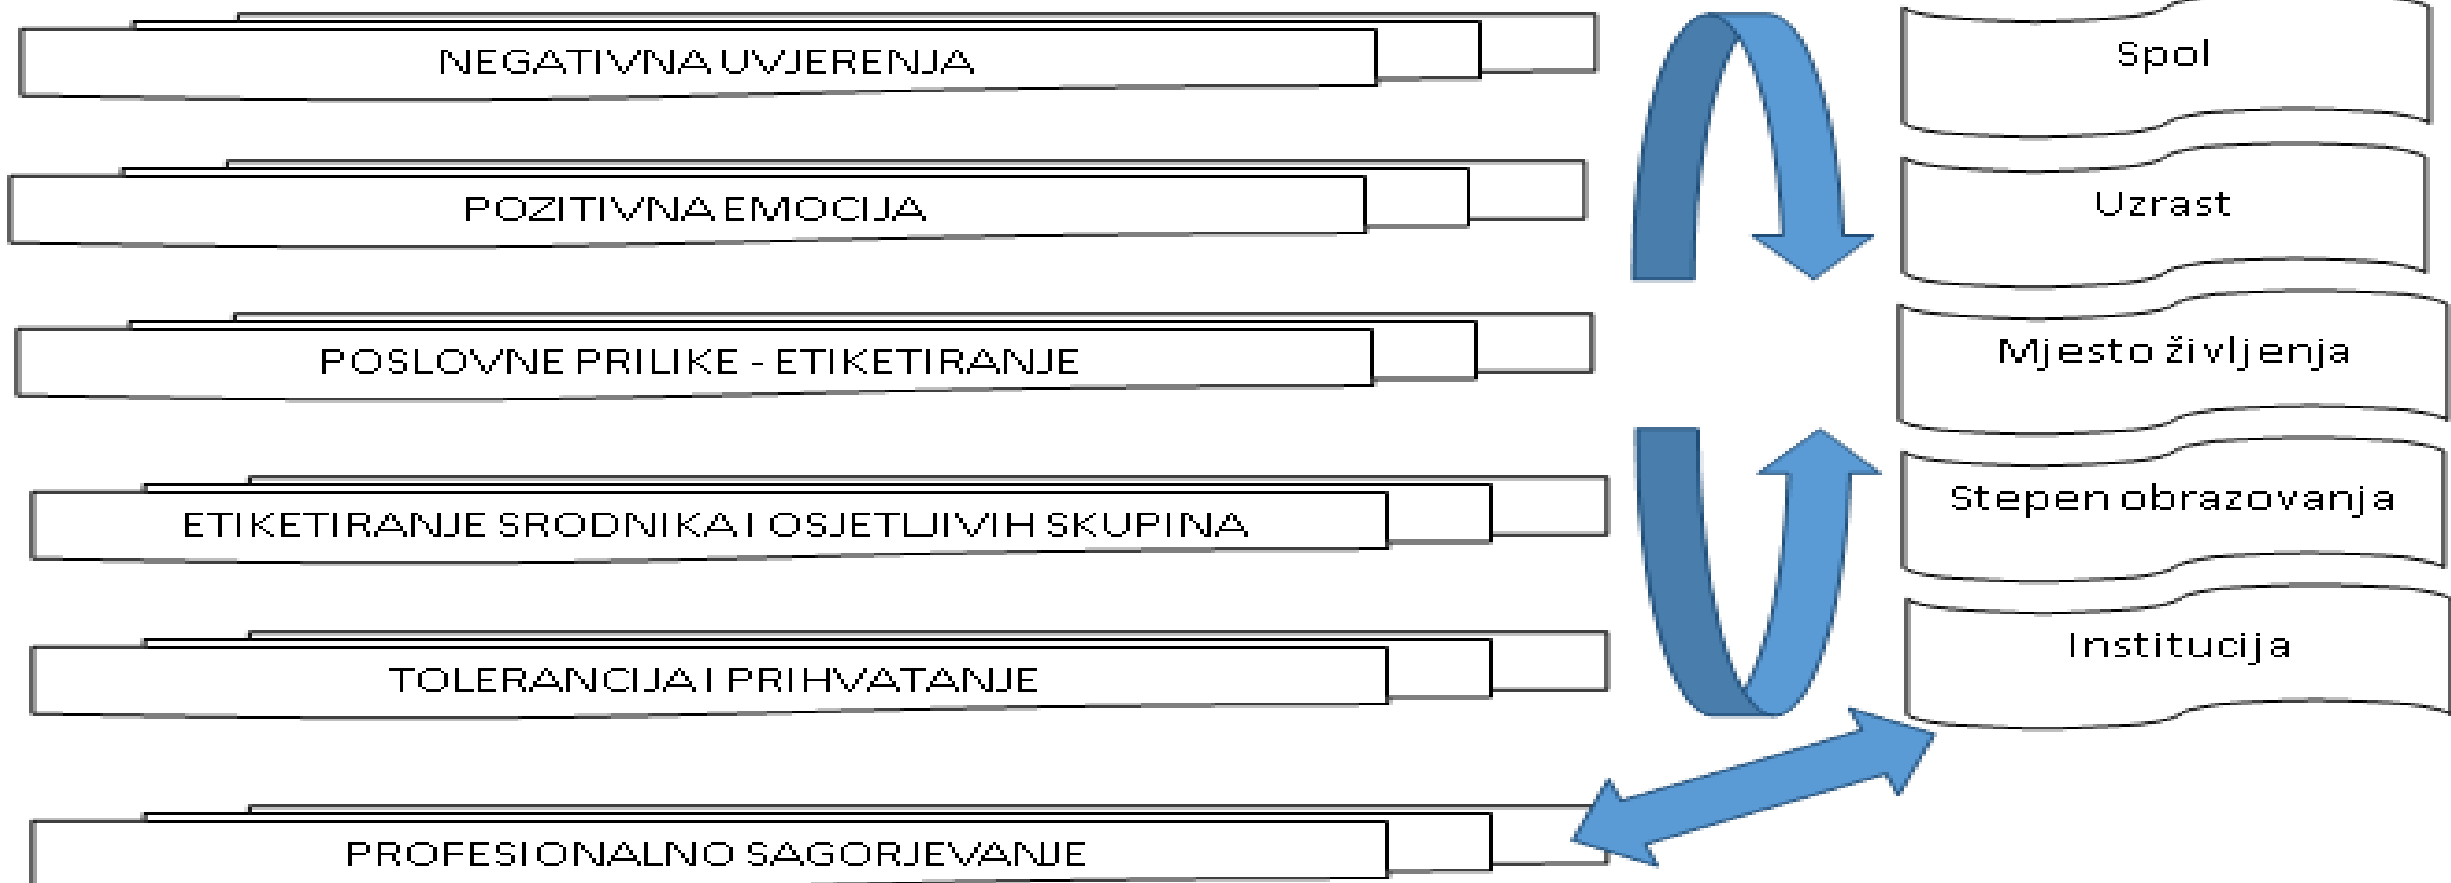 NEGATIVNA UVJERENJA
POZITIVNA EMOCIJA
POSLOVNE PRILIKE - ETIKETIRANJE
ETIKETIRANJE SRODNIKA I OSJETLJIVIH SKUPINA
TOLERANCIJA I PRIHVATANJE
PROFESIONALNO SAGORJEVANJE
Spol
Uzrast
Mjesto življenja
Stepen obrazovanja
Institucija